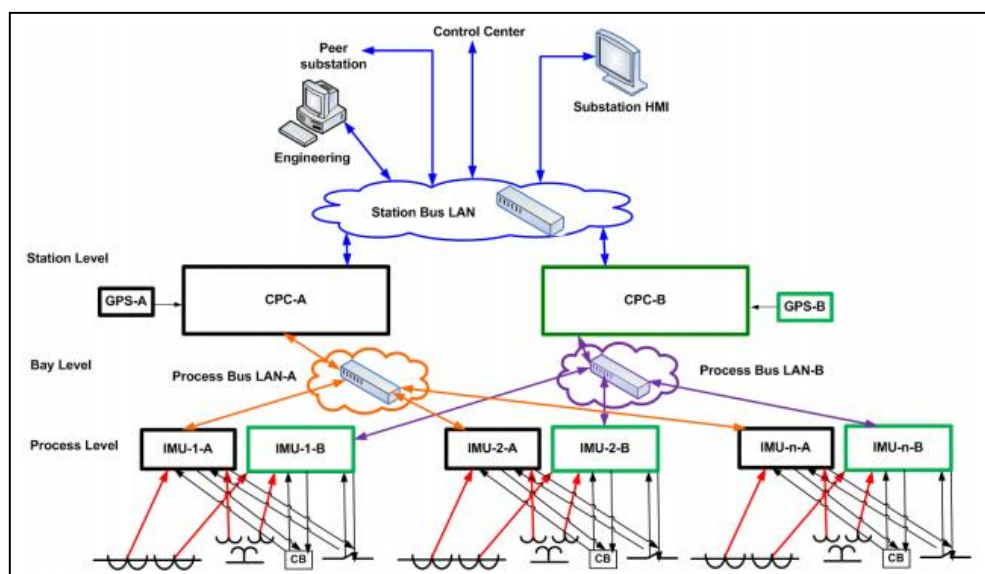 Control Center
Peer
substation
Substation HMI
Engineering
Station Bus LAN
Station Level
GPS-A
CPC-A
CPC-B
GPS-B
Bay Level
Process Bus LAN-A
Process Bus LAN-B
Process Level
IMU-1-A
IMU-1-B
IMU-2-A
IMU-2-B
IMU-n-A
IMU-n-B
CB
CB
CB